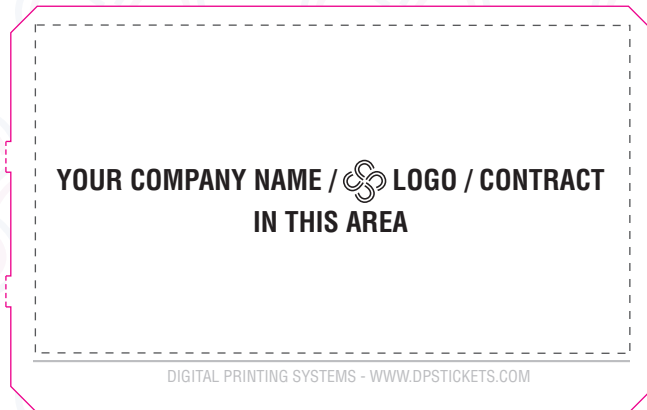 YOUR COMPANY NAME / LOGO / CONTRACT
IN THIS AREA
DIGITAL PRINTING SYSTEMS - WWW.DPSTICKETS.COM